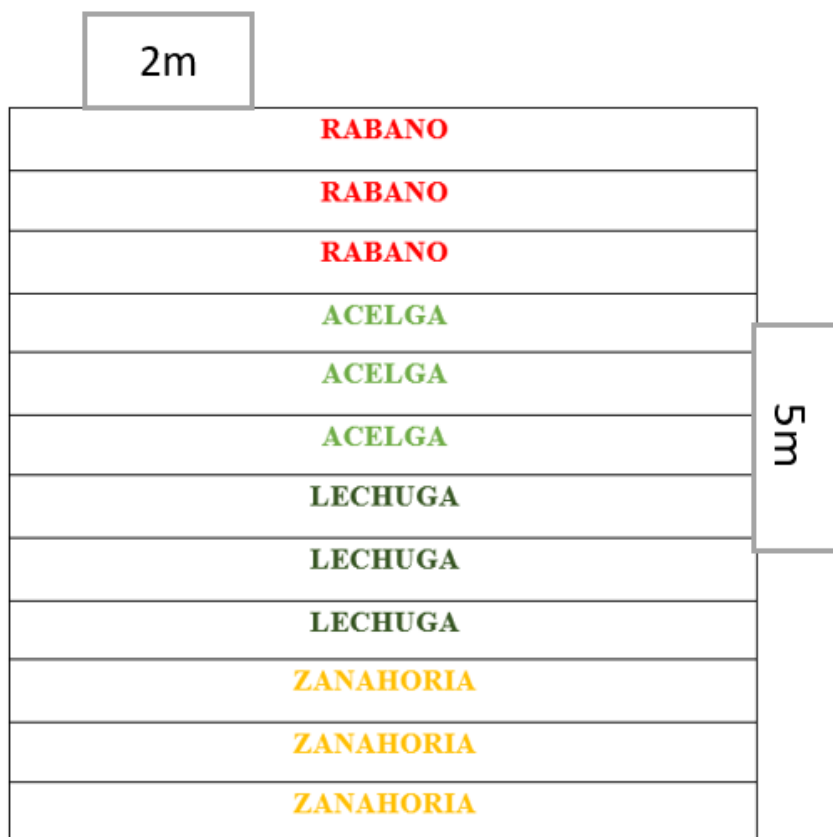 2m
RABANO
RABANO
RABANO
ACELGA
ACELGA
ACELGA
5m
LECHUGA
LECHUGA
LECHUGA
ZANAHORIA
ZANAHORIA
ZANAHORIA